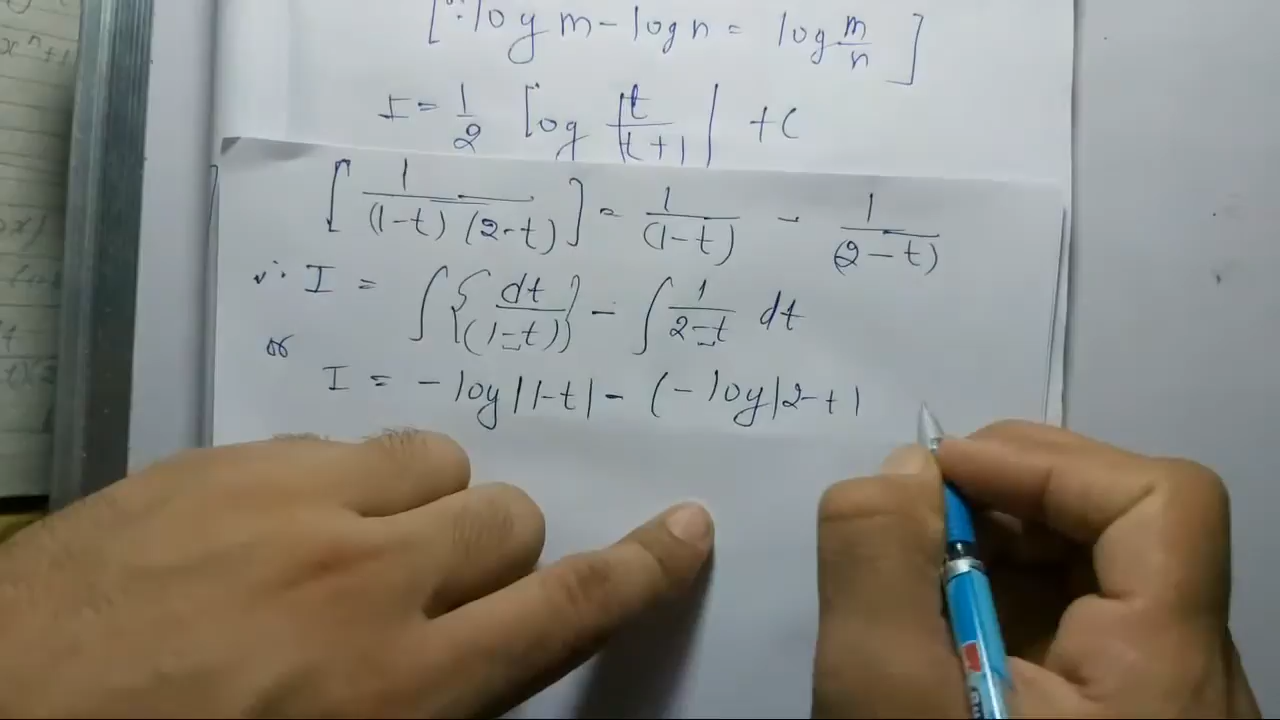 [∵ log m - log n = log m/n ]
I = 1/2 log |t/t+1| + C
[ 1/(1-t) (2-t) ] = 1/(1-t) - 1/(2-t)
∴ I = ∫ { dt/(1-t) } - ∫ 1/2-t dt
or
I = - log |1-t| - (- log |2-t|